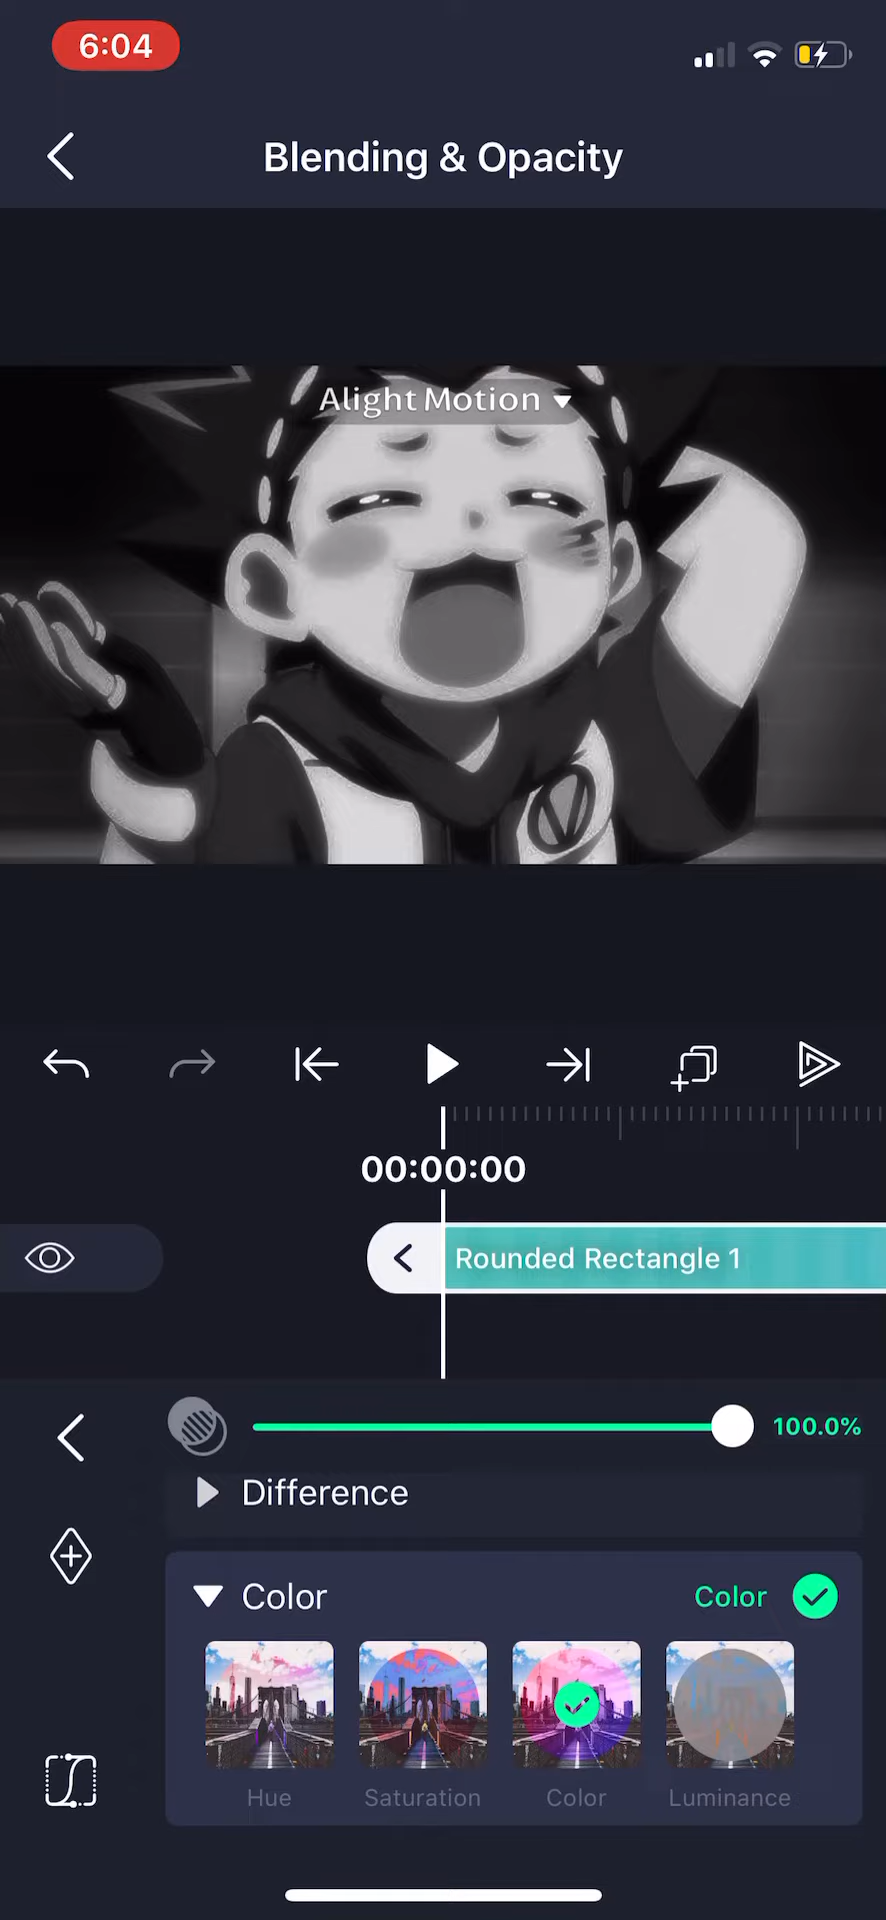 6:04
Blending & Opacity
Alight Motion
00:00:00
Rounded Rectangle 1
100.0%
Difference
Color Color
Hue Saturation Color Luminance